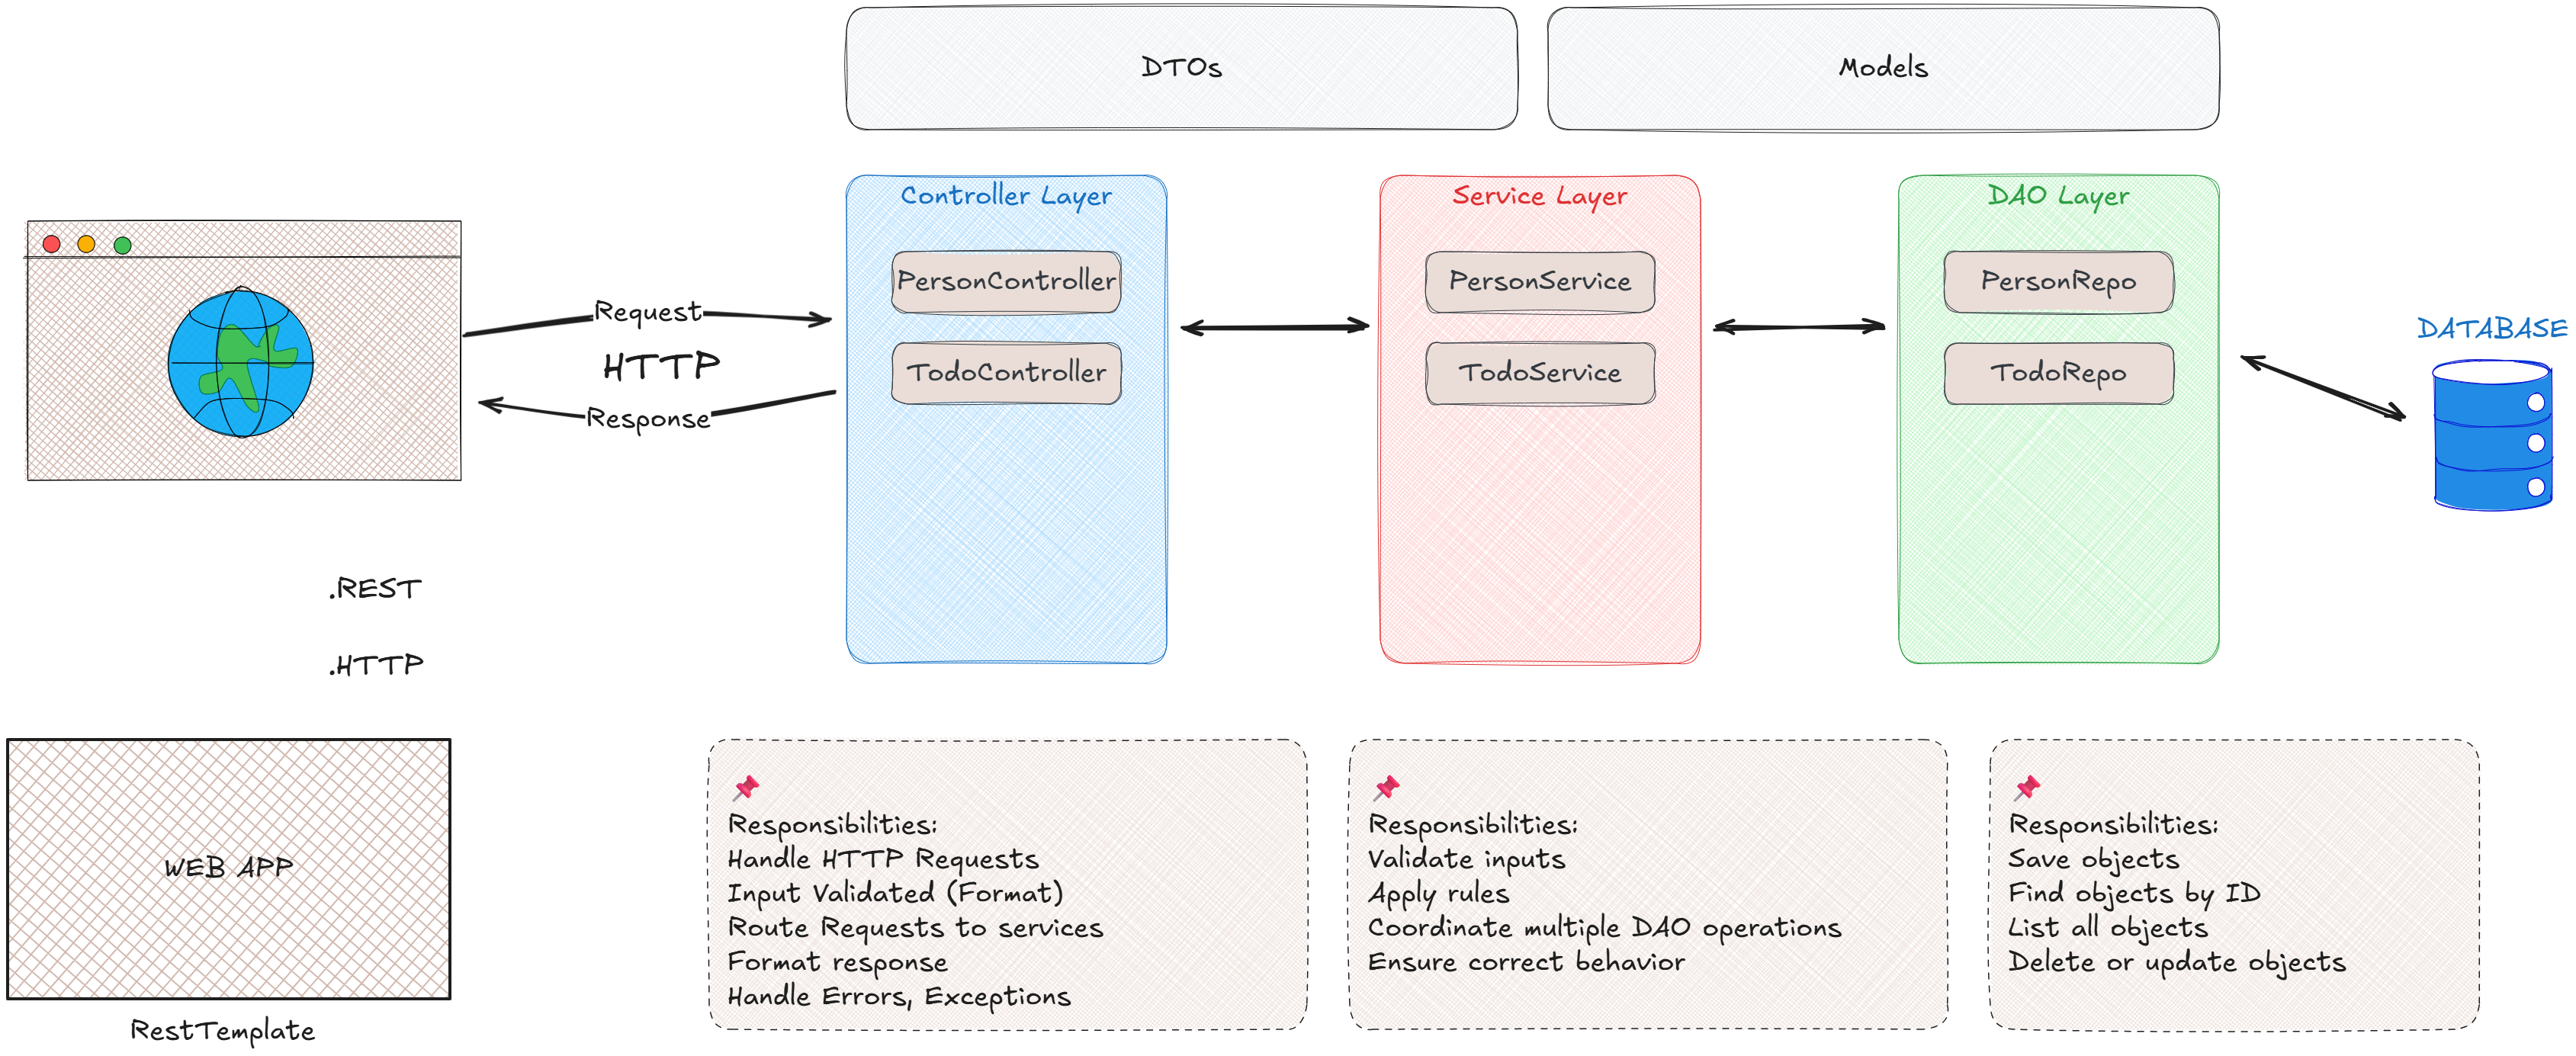 DTOs
Models
Controller Layer
PersonController
TodoController
Service Layer
PersonService
TodoService
DAO Layer
PersonRepo
TodoRepo
DATABASE
Request
HTTP
Response
.REST
.HTTP
WEB APP
RestTemplate
Responsibilities:
Handle HTTP Requests
Input Validated (Format)
Route Requests to services
Format response
Handle Errors, Exceptions
Responsibilities:
Validate inputs
Apply rules
Coordinate multiple DAO operations
Ensure correct behavior
Responsibilities:
Save objects
Find objects by ID
List all objects
Delete or update objects